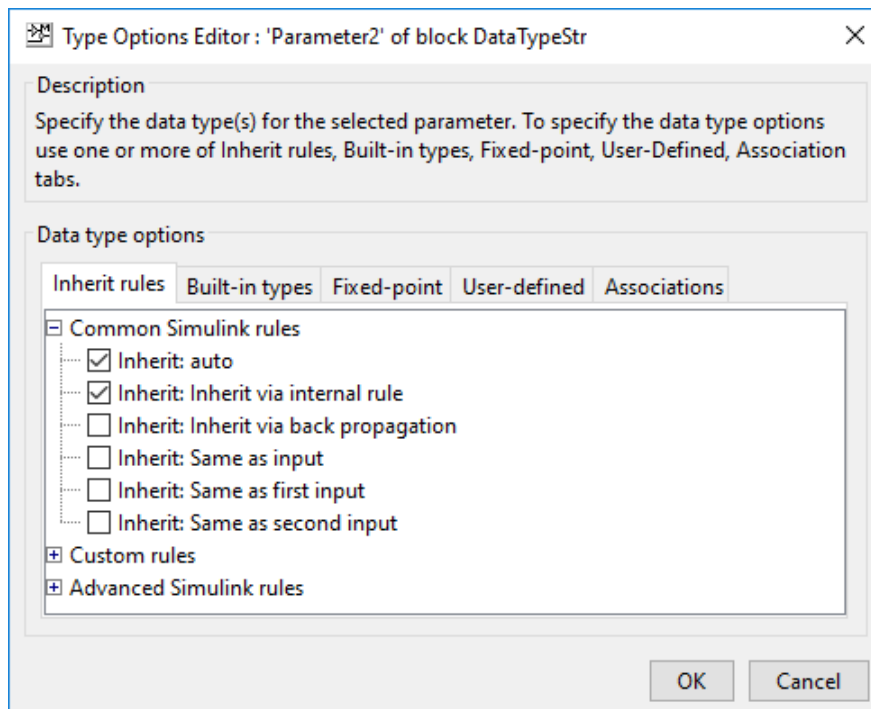 Type Options Editor : 'Parameter2' of block DataTypeStr
Description
Specify the data type(s) for the selected parameter. To specify the data type options
use one or more of Inherit rules, Built-in types, Fixed-point, User-Defined, Association
tabs.
Data type options
Inherit rules Built-in types Fixed-point User-defined Associations
Common Simulink rules
Inherit: auto
Inherit: Inherit via internal rule
Inherit: Inherit via back propagation
Inherit: Same as input
Inherit: Same as first input
Inherit: Same as second input
Custom rules
Advanced Simulink rules
OK Cancel